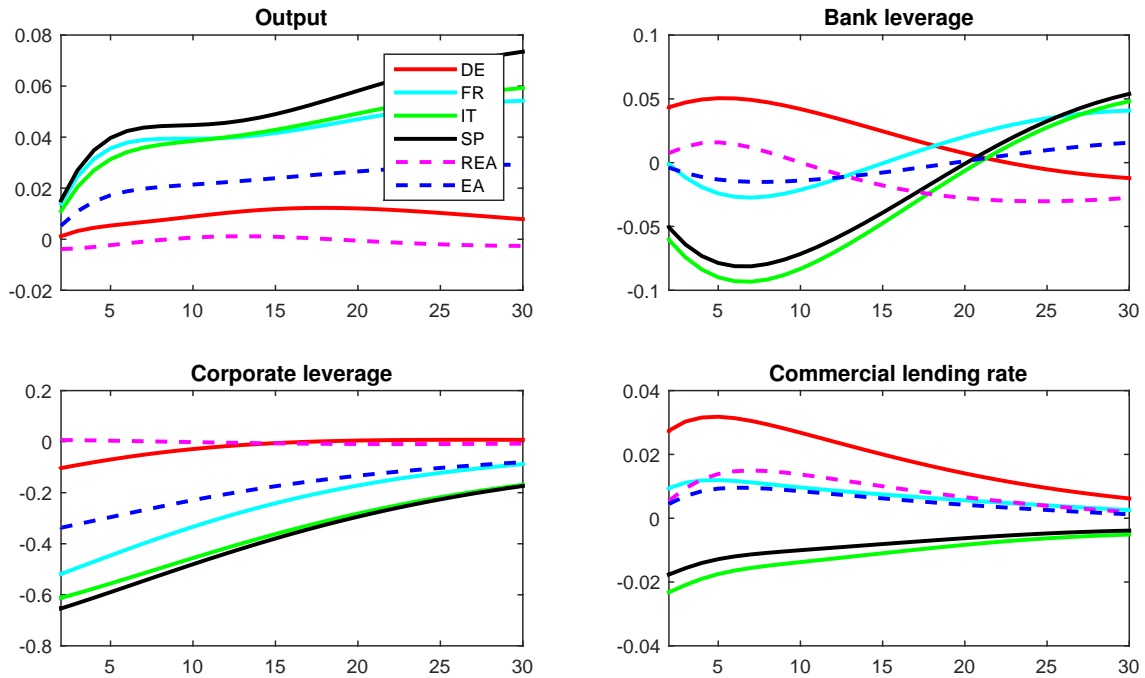 Output
0.08
0.06
0.04
0.02
0
-0.02
5 10 15 20 25 30
DE
FR
IT
SP
REA
EA
Bank leverage
0.1
0.05
0
-0.05
-0.1
5 10 15 20 25 30
Corporate leverage
0.2
0
-0.2
-0.4
-0.6
-0.8
5 10 15 20 25 30
Commercial lending rate
0.04
0.02
0
-0.02
-0.04
5 10 15 20 25 30